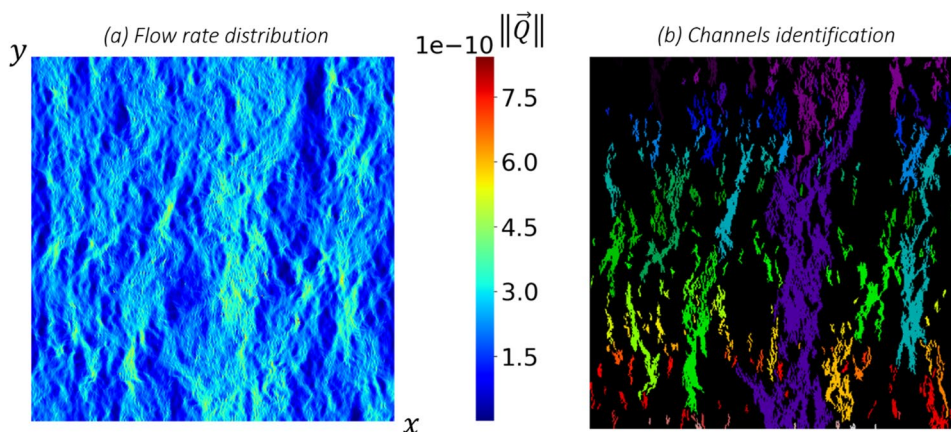 (a) Flow rate distribution
(b) Channels identification
y
1e−10
‖Q⃗‖
7.5
6.0
4.5
3.0
1.5
x